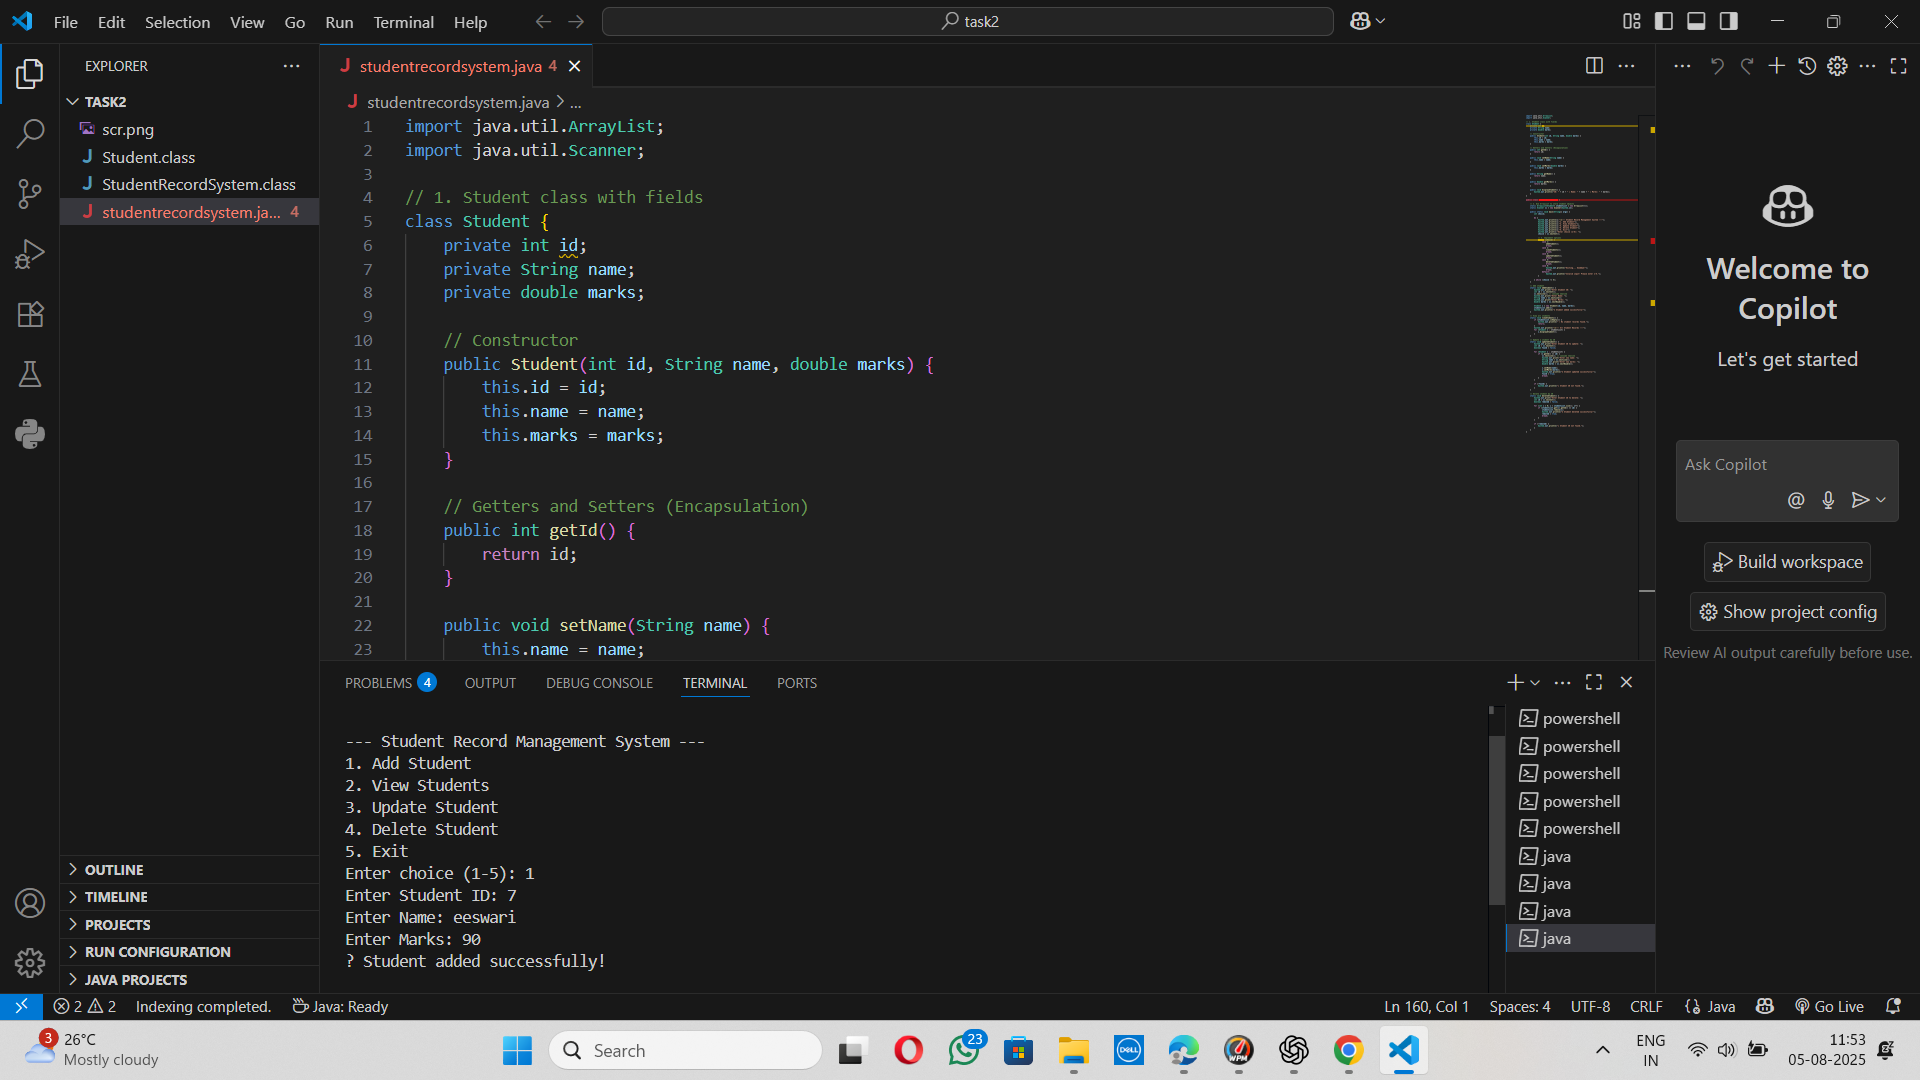 File Edit Selection View Go Run Terminal Help
task2
EXPLORER
TASK2
scr.png
Student.class
StudentRecordSystem.class
studentrecordsystem.ja... 4
OUTLINE
TIMELINE
PROJECTS
RUN CONFIGURATION
JAVA PROJECTS
studentrecordsystem.java 4
studentrecordsystem.java > ...
1 import java.util.ArrayList;
2 import java.util.Scanner;
3
4 // 1. Student class with fields
5 class Student {
6 private int id;
7 private String name;
8 private double marks;
9
10 // Constructor
11 public Student(int id, String name, double marks) {
12 this.id = id;
13 this.name = name;
14 this.marks = marks;
15 }
16
17 // Getters and Setters (Encapsulation)
18 public int getId() {
19 return id;
20 }
21
22 public void setName(String name) {
23 this.name = name;
PROBLEMS 4 OUTPUT DEBUG CONSOLE TERMINAL PORTS
--- Student Record Management System ---
1. Add Student
2. View Students
3. Update Student
4. Delete Student
5. Exit
Enter choice (1-5): 1
Enter Student ID: 7
Enter Name: eeswari
Enter Marks: 90
? Student added successfully!
powershell
powershell
powershell
powershell
powershell
java
java
java
java
Welcome to
Copilot
Let's get started
Ask Copilot
Build workspace
Show project config
Review AI output carefully before use.
2 2 Indexing completed. Java: Ready
Ln 160, Col 1 Spaces: 4 UTF-8 CRLF {} Java Go Live
3
26°C
Mostly cloudy
Search
23
DELL
WPM
ENG
IN
11:53
05-08-2025